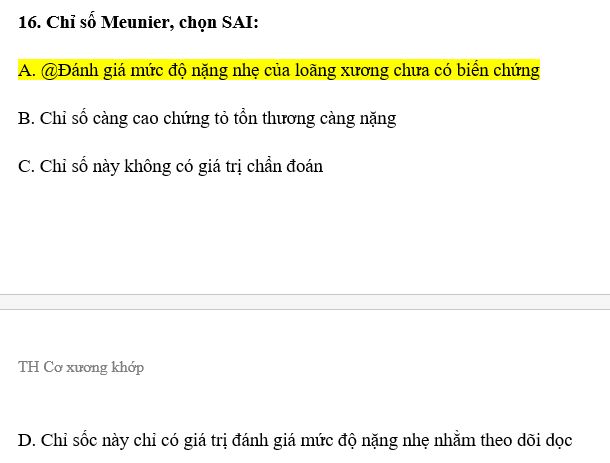 16. Chỉ số Meunier, chọn SAI:
A. @Đánh giá mức độ nặng nhẹ của loãng xương chưa có biến chứng
B. Chỉ số càng cao chứng tỏ tổn thương càng nặng
C. Chỉ số này không có giá trị chẩn đoán
TH Cơ xương khớp
D. Chỉ sốc này chỉ có giá trị đánh giá mức độ nặng nhẹ nhằm theo dõi dọc